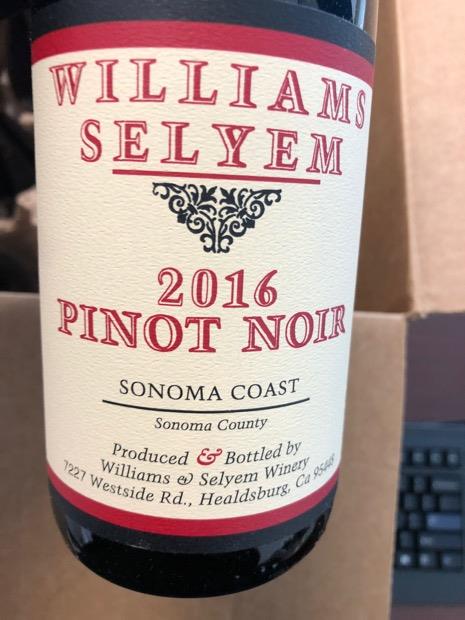 WILLIAMS
SELYEM
2016
PINOT NOIR
SONOMA COAST
Sonoma County
Produced & Bottled by
Williams & Selyem Winery
7227 Westside Rd., Healdsburg, Ca 95448